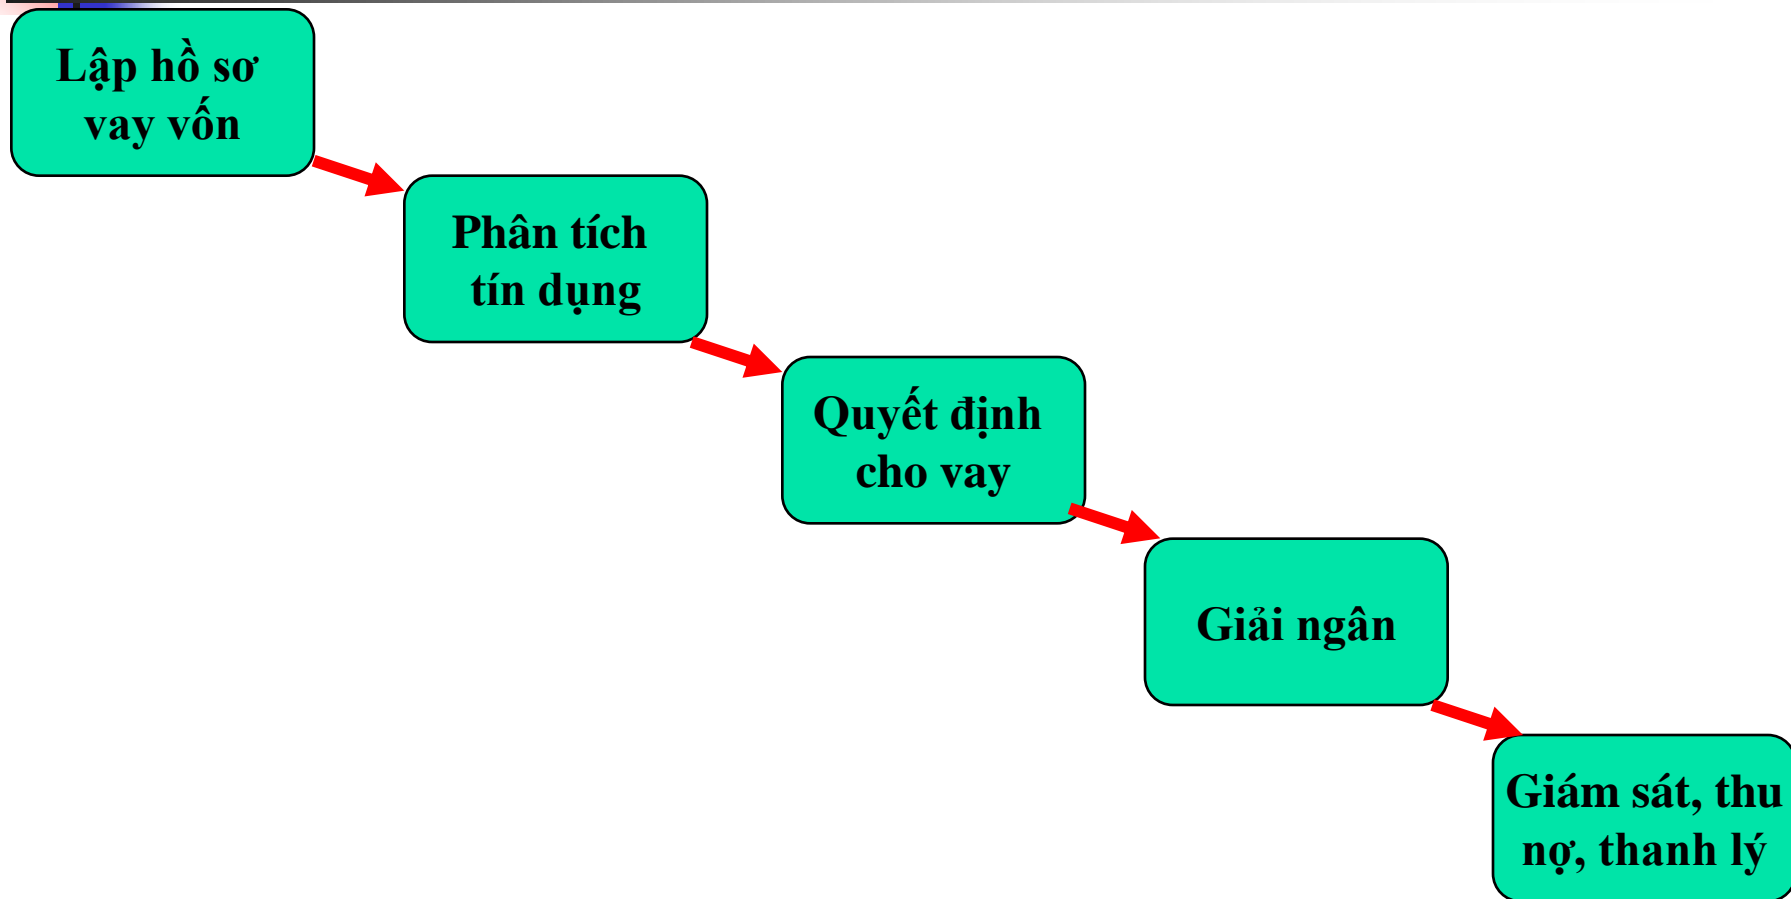 Lập hồ sơ
vay vốn
Phân tích
tín dụng
Quyết định
cho vay
Giải ngân
Giám sát, thu
nợ, thanh lý